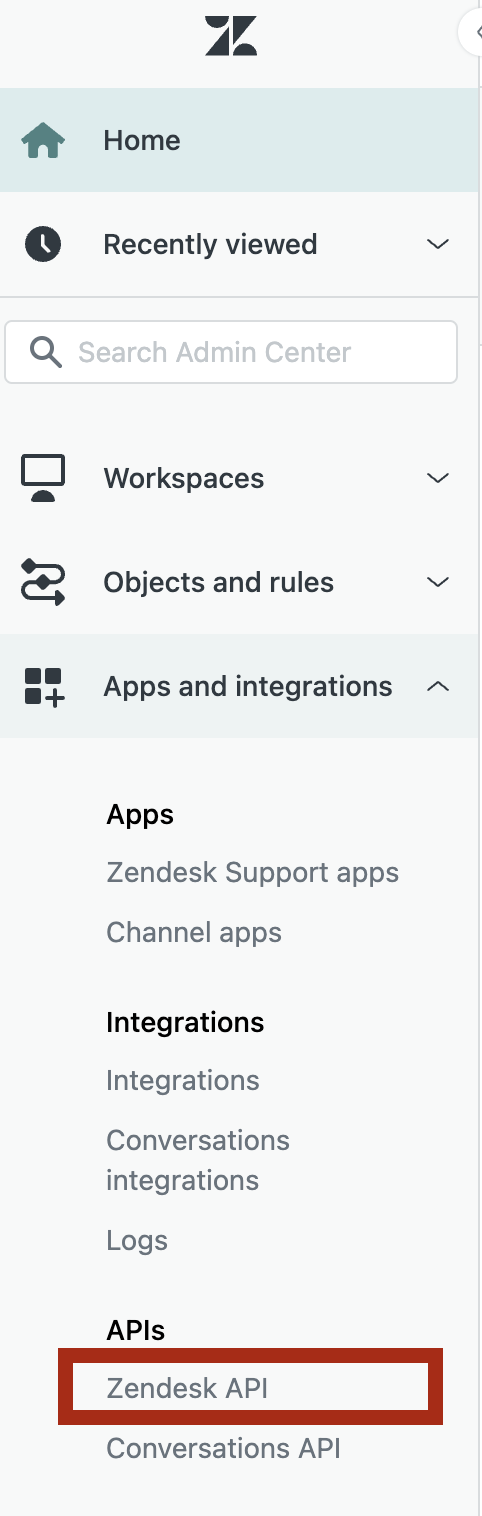 Home
Recently viewed
Search Admin Center
Workspaces
Objects and rules
Apps and integrations
Apps
Zendesk Support apps
Channel apps
Integrations
Integrations
Conversations
integrations
Logs
APIs
Zendesk API
Conversations API